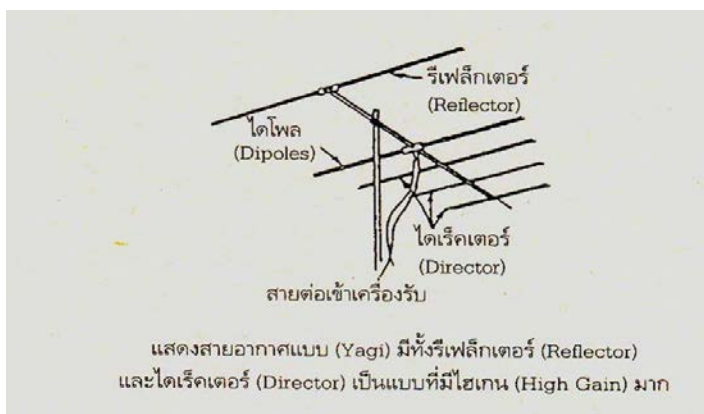 รีเฟล็กเตอร์
(Reflector)
ไดโพล
(Dipoles)
ไดเร็คเตอร์
(Director)
สายต่อเข้าเครื่องรับ
แสดงสายอากาศแบบ (Yagi) มีทั้งรีเฟล็กเตอร์ (Reflector)
และไดเร็คเตอร์ (Director) เป็นแบบที่มีไฮเกน (High Gain) มาก